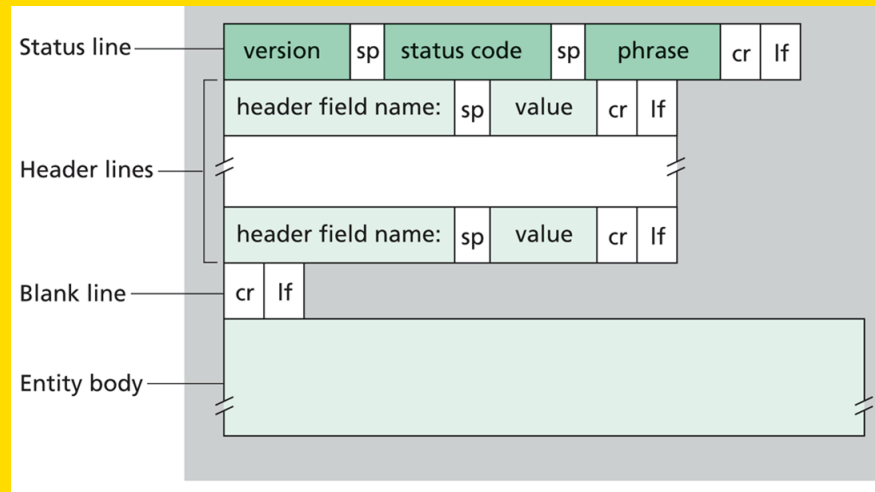 Status line
version sp status code sp phrase cr lf
header field name: sp value cr lf
Header lines
header field name: sp value cr lf
Blank line
cr lf
Entity body